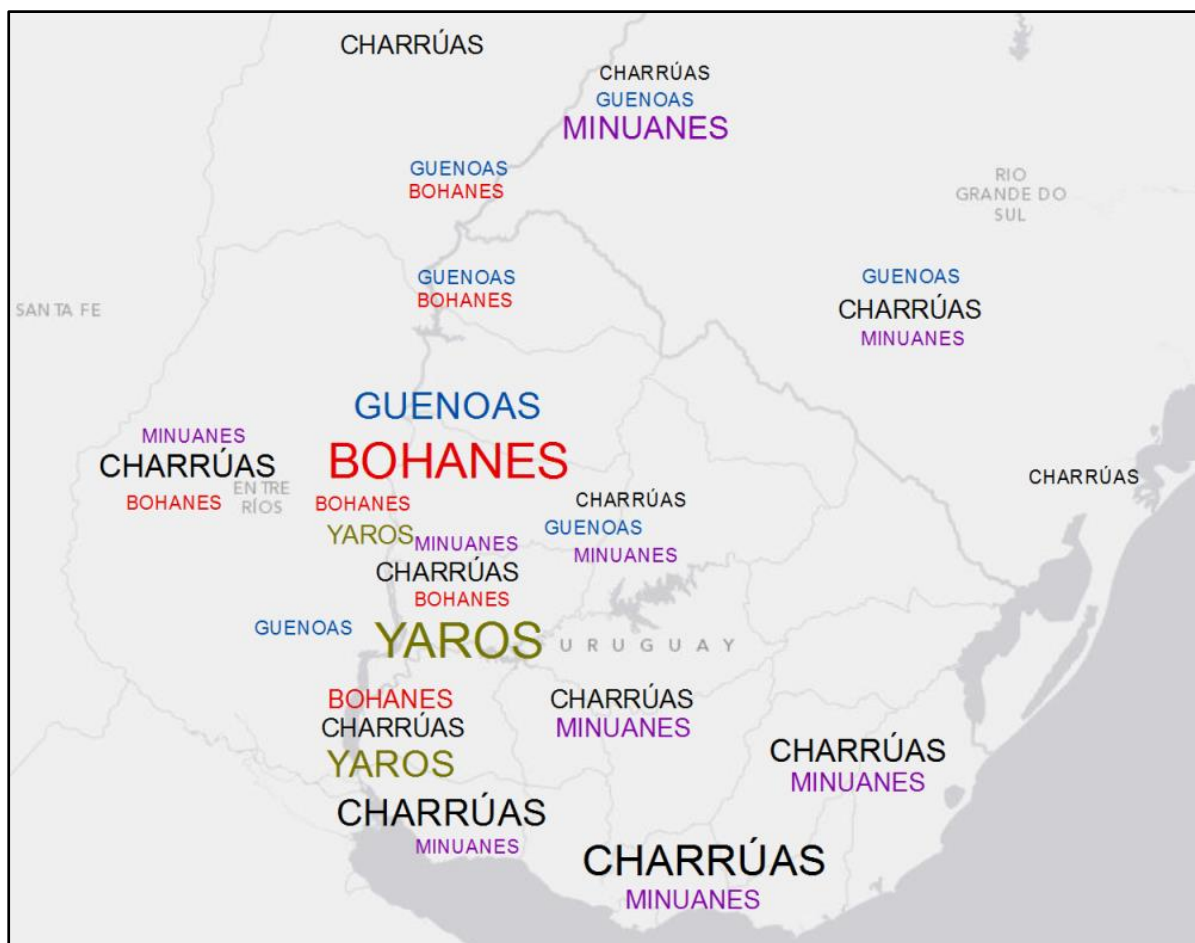 CHARRÚAS
CHARRÚAS
GUENOAS
MINUANES
GUENOAS
BOHANES
RIO
GRANDE DO
SUL
GUENOAS
BOHANES
GUENOAS
CHARRÚAS
MINUANES
SANTA FE
GUENOAS
BOHANES
MINUANES
CHARRÚAS
BOHANES
ENTRE
RÍOS
BOHANES
YAROS
MINUANES
CHARRÚAS
BOHANES
CHARRÚAS
GUENOAS
MINUANES
CHARRÚAS
GUENOAS
YAROS
URUGUAY
BOHANES
CHARRÚAS
YAROS
CHARRÚAS
MINUANES
CHARRÚAS
MINUANES
CHARRÚAS
MINUANES
CHARRÚAS
MINUANES